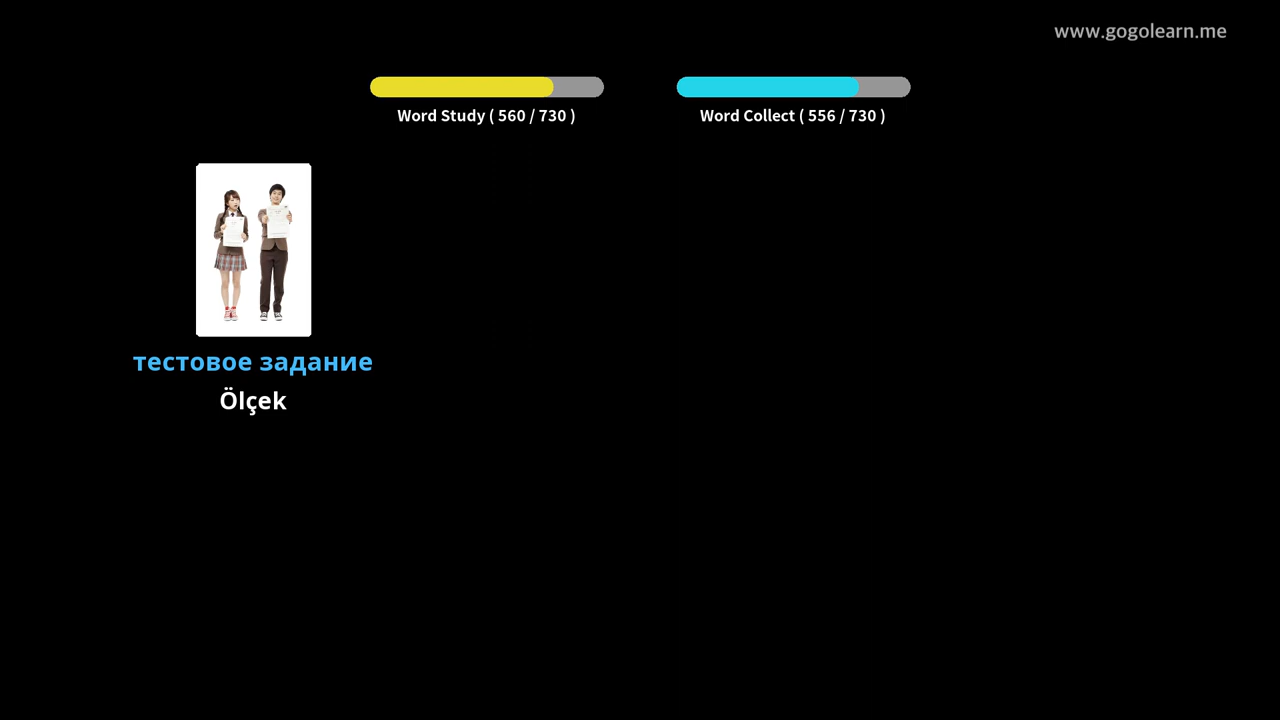 www.gogolearn.me
Word Study ( 560 / 730 )
Word Collect ( 556 / 730 )
тестовое задание
Ölçek